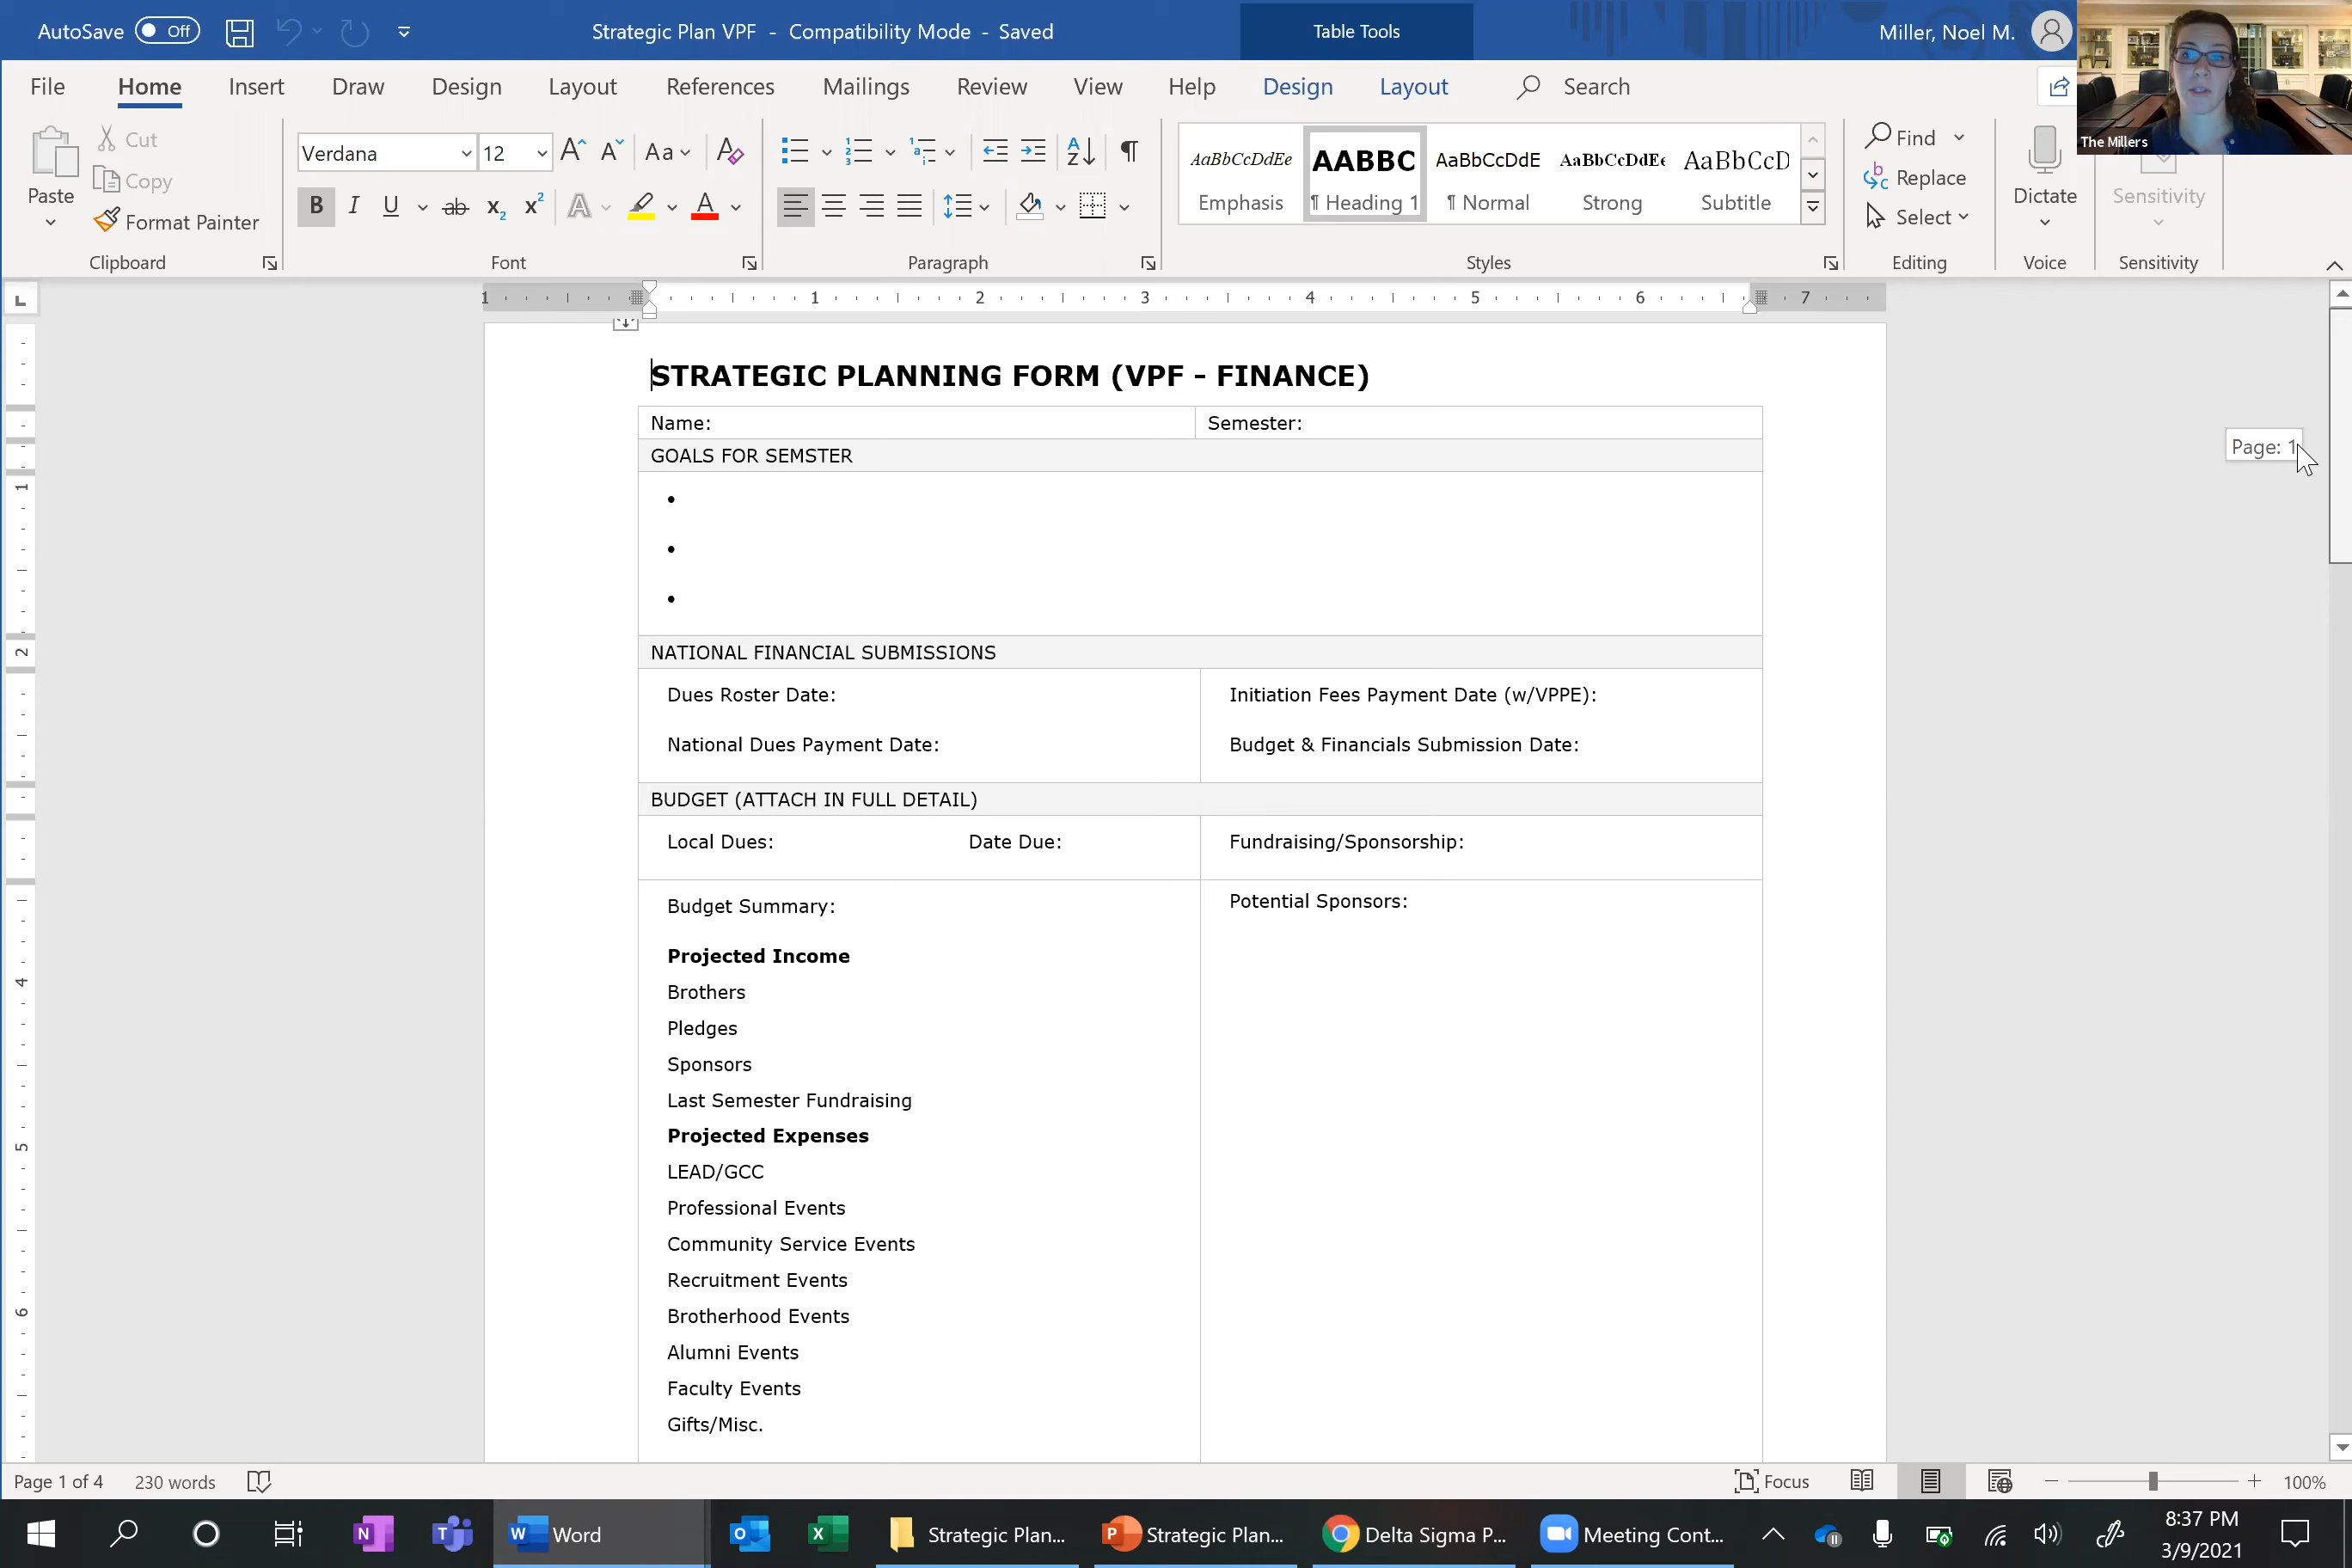 AutoSave Off Strategic Plan VPF - Compatibility Mode - Saved Table Tools Miller, Noel M.
File Home Insert Draw Design Layout References Mailings Review View Help Design Layout Search
The Millers
Paste Cut Copy Format Painter
Verdana 12
Emphasis ¶ Heading 1 ¶ Normal Strong Subtitle
AaBbCcDdEe AABBC AaBbCcDdE AaBbCcDdEe AaBbCcD
Find Replace Select Dictate Sensitivity
Clipboard Font Paragraph Styles Editing Voice Sensitivity
1 1 2 3 4 5 6 7
STRATEGIC PLANNING FORM (VPF – FINANCE)
Name: Semester:
Page: 1
GOALS FOR SEMSTER
•
•
•
NATIONAL FINANCIAL SUBMISSIONS
Dues Roster Date: Initiation Fees Payment Date (w/VPPE):
National Dues Payment Date: Budget & Financials Submission Date:
BUDGET (ATTACH IN FULL DETAIL)
Local Dues: Date Due: Fundraising/Sponsorship:
Budget Summary: Potential Sponsors:
Projected Income
Brothers
Pledges
Sponsors
Last Semester Fundraising
Projected Expenses
LEAD/GCC
Professional Events
Community Service Events
Recruitment Events
Brotherhood Events
Alumni Events
Faculty Events
Gifts/Misc.
Page 1 of 4 230 words Focus 100%
Word Strategic Plan... Strategic Plan... Delta Sigma P... Meeting Cont... 8:37 PM
3/9/2021